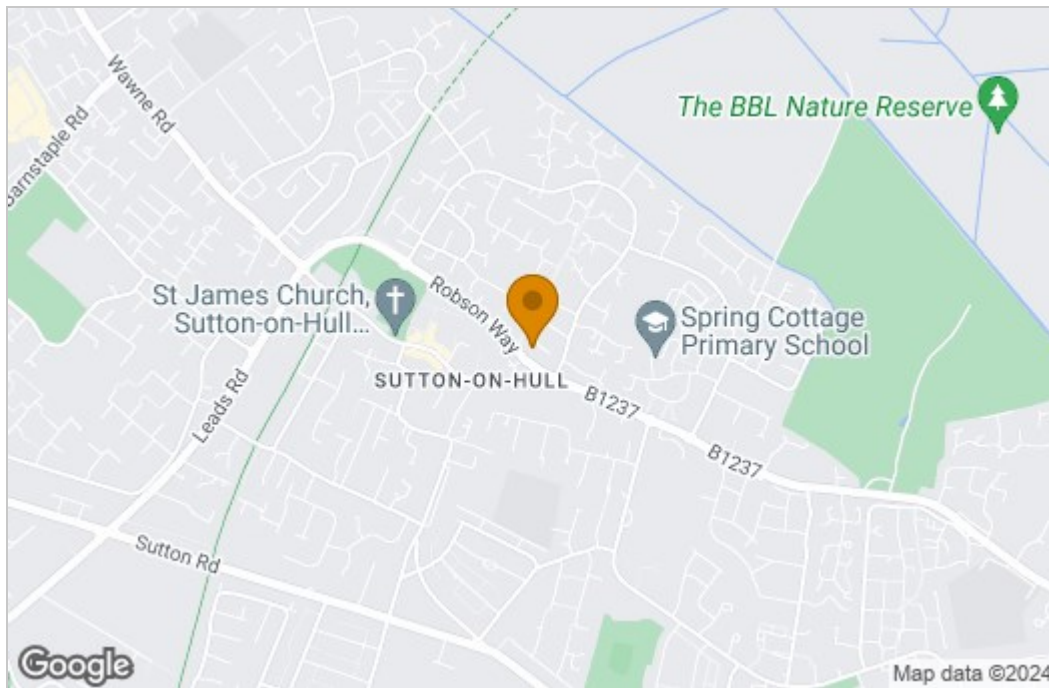 Wawne Rd
Barnstaple Rd
The BBL Nature Reserve
St James Church,
Sutton-on-Hull...
Robson Way
Spring Cottage
Primary School
SUTTON-ON-HULL
B1237
Leads Rd
B1237
Sutton Rd
Google
Map data ©2024